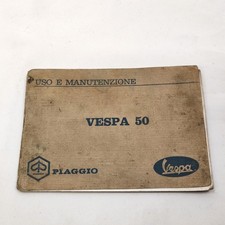 USO E MANUTENZIONE
VESPA 50
PIAGGIO
Vespa